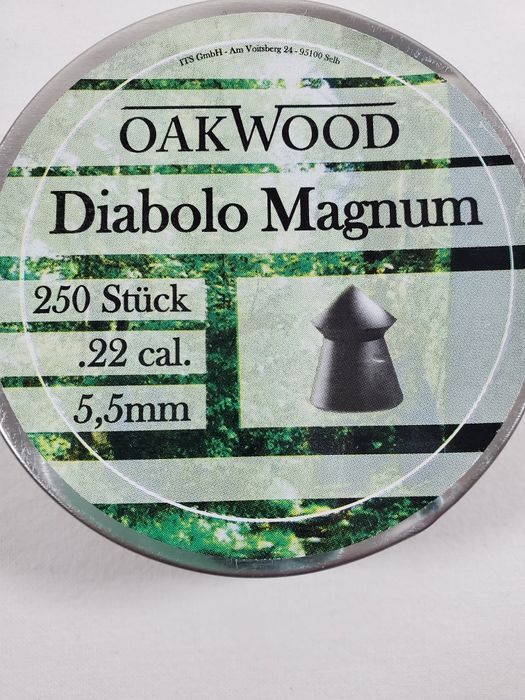 ITS GmbH - Am Voitsberg 24 - 95100 Selb
OAKWOOD
Diabolo Magnum
250 Stück
.22 cal.
5,5mm